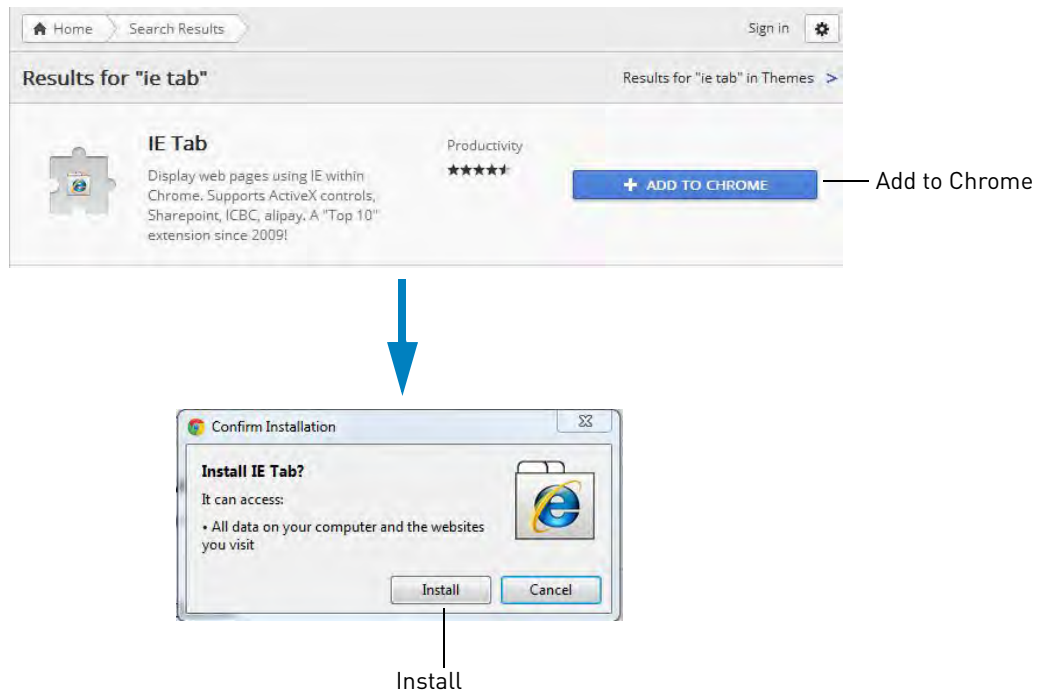 Home
Search Results
Sign in
Results for "ie tab"
Results for "ie tab" in Themes >
IE Tab
Display web pages using IE within
Chrome. Supports ActiveX controls,
Sharepoint, ICBC, alipay. A "Top 10"
extension since 2009!
Productivity
+ ADD TO CHROME
Add to Chrome
Confirm Installation
Install IE Tab?
It can access:
• All data on your computer and the websites
you visit
Install
Cancel
Install